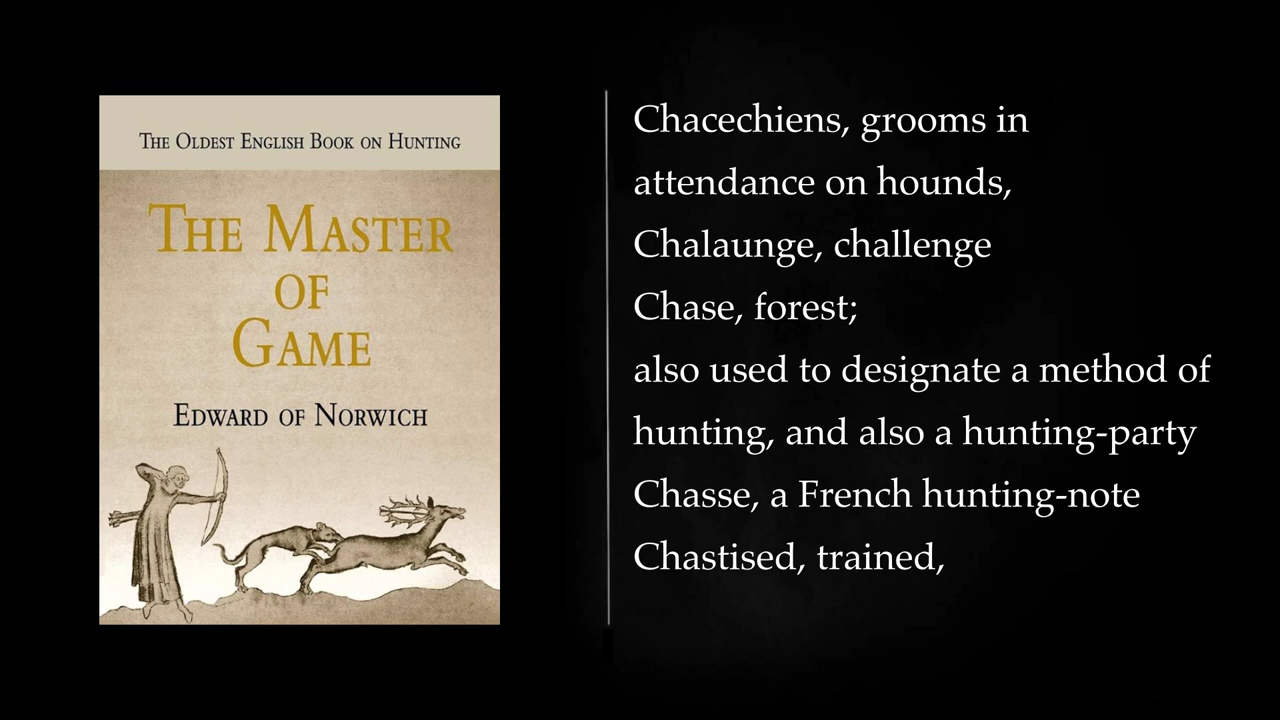 The Oldest English Book on Hunting
The Master
of
Game
Edward of Norwich
Chacechiens, grooms in
attendance on hounds,
Chalaunge, challenge
Chase, forest;
also used to designate a method of
hunting, and also a hunting-party
Chasse, a French hunting-note
Chastised, trained,